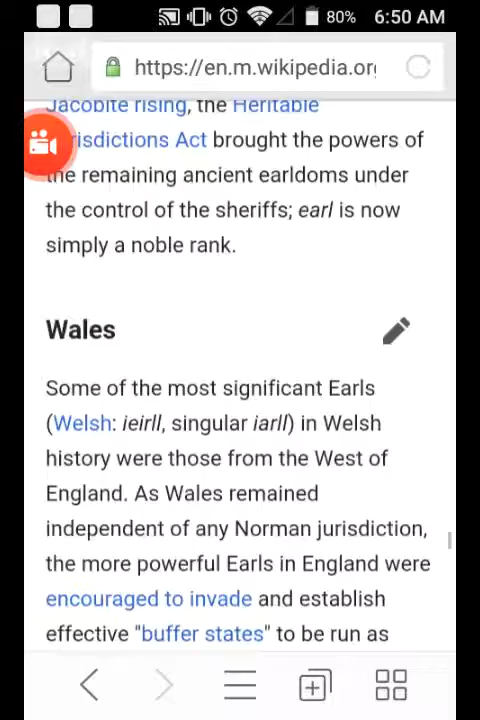 80% 6:50 AM
https://en.m.wikipedia.or
Jacobite rising, the Heritable
risdictions Act brought the powers of
the remaining ancient earldoms under
the control of the sheriffs; earl is now
simply a noble rank.
Wales
Some of the most significant Earls
(Welsh: ieirll, singular iarll) in Welsh
history were those from the West of
England. As Wales remained
independent of any Norman jurisdiction,
the more powerful Earls in England were
encouraged to invade and establish
effective "buffer states" to be run as